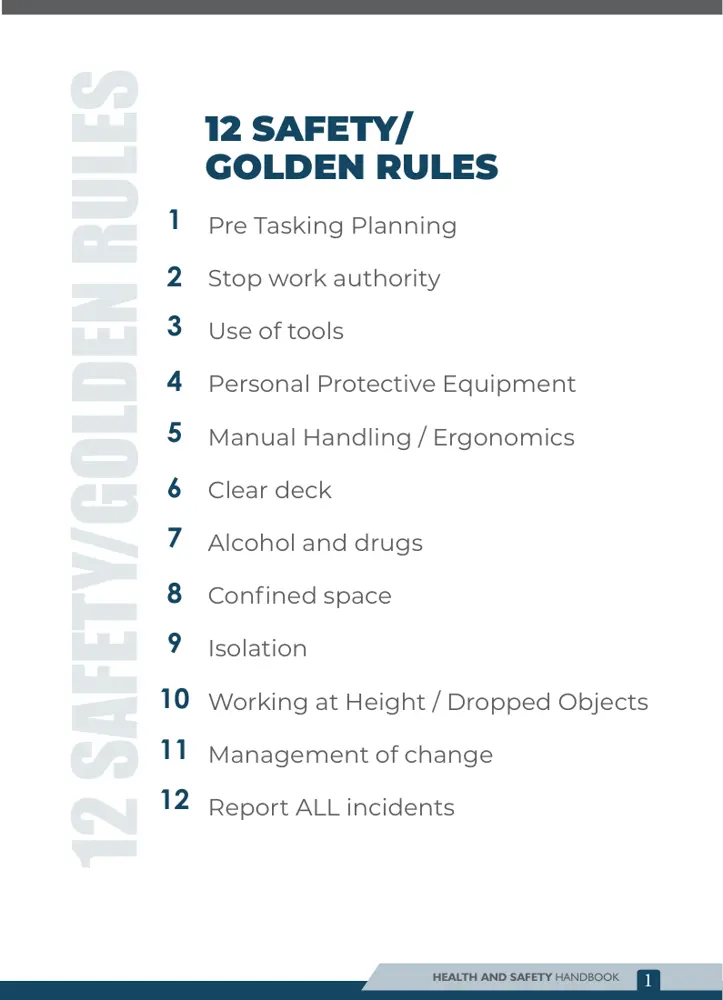 12 SAFETY/GOLDEN RULES
12 SAFETY/
GOLDEN RULES
1 Pre Tasking Planning
2 Stop work authority
3 Use of tools
4 Personal Protective Equipment
5 Manual Handling / Ergonomics
6 Clear deck
7 Alcohol and drugs
8 Confined space
9 Isolation
10 Working at Height / Dropped Objects
11 Management of change
12 Report ALL incidents
HEALTH AND SAFETY HANDBOOK 1